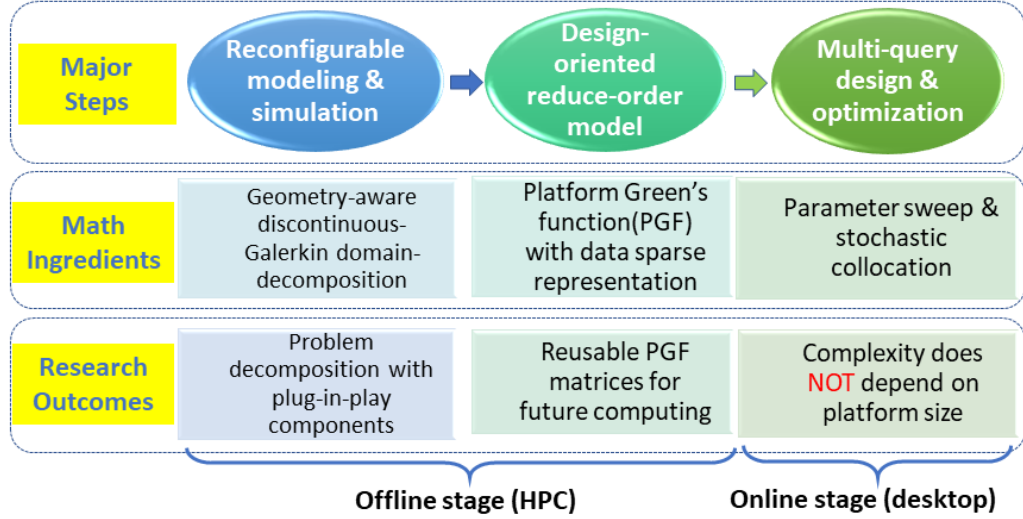 Major
Steps
Reconfigurable
modeling &
simulation
Design-
oriented
reduce-order
model
Multi-query
design &
optimization
Math
Ingredients
Geometry-aware
discontinuous-
Galerkin domain-
decomposition
Platform Green's
function(PGF)
with data sparse
representation
Parameter sweep &
stochastic
collocation
Research
Outcomes
Problem
decomposition with
plug-in-play
components
Reusable PGF
matrices for
future computing
Complexity does
NOT depend on
platform size
Offline stage (HPC)
Online stage (desktop)